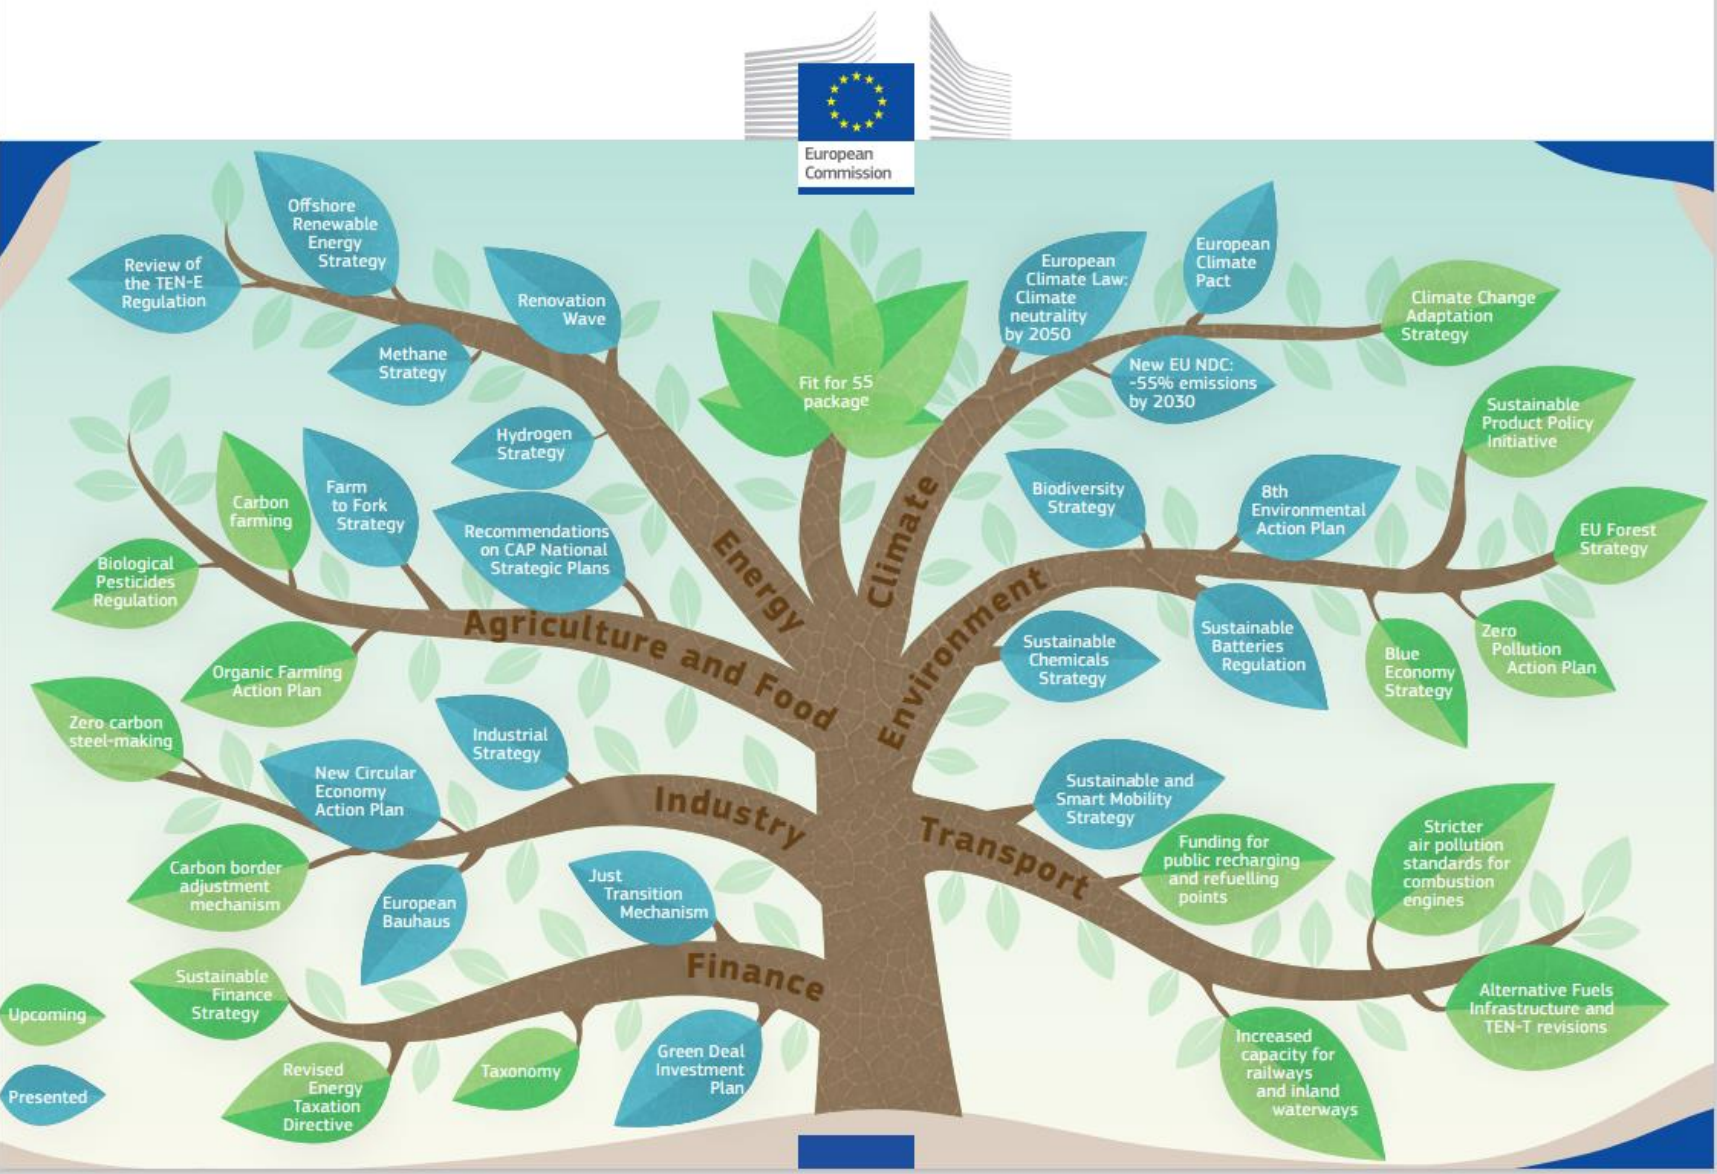 European
Commission
Offshore
Renewable
Energy
Strategy
Review of
the TEN-E
Regulation
Renovation
Wave
Methane
Strategy
Hydrogen
Strategy
Energy
Fit for 55
package
European
Climate Law:
Climate
neutrality
by 2050
European
Climate
Pact
Climate Change
Adaptation
Strategy
New EU NDC:
-55% emissions
by 2030
Climate
Carbon
farming
Farm
to Fork
Strategy
Recommendations
on CAP National
Strategic Plans
Biological
Pesticides
Regulation
Organic Farming
Action Plan
Agriculture and Food
Sustainable
Product Policy
Initiative
Biodiversity
Strategy
8th
Environmental
Action Plan
EU Forest
Strategy
Sustainable
Chemicals
Strategy
Sustainable
Batteries
Regulation
Blue
Economy
Strategy
Zero
Pollution
Action Plan
Environment
Zero carbon
steel-making
Industrial
Strategy
New Circular
Economy
Action Plan
Carbon border
adjustment
mechanism
European
Bauhaus
Industry
Sustainable and
Smart Mobility
Strategy
Funding for
public recharging
and refuelling
points
Stricter
air pollution
standards for
combustion
engines
Alternative Fuels
Infrastructure and
TEN-T revisions
Increased
capacity for
railways
and inland
waterways
Transport
Just
Transition
Mechanism
Sustainable
Finance
Strategy
Revised
Energy
Taxation
Directive
Taxonomy
Green Deal
Investment
Plan
Finance
Upcoming
Presented